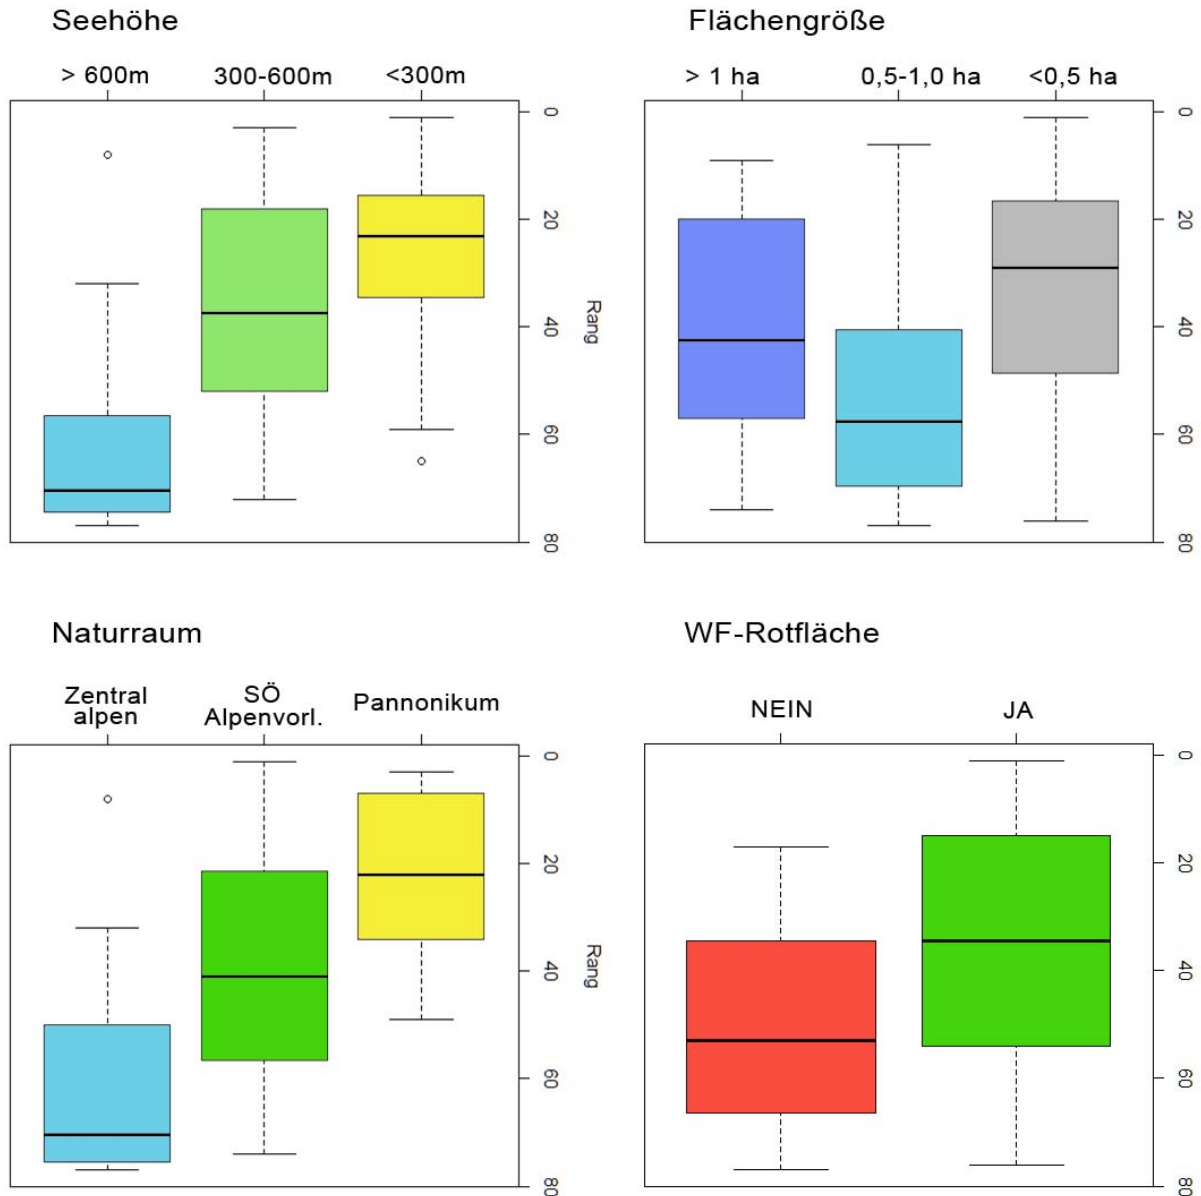 Seehöhe
> 600m 300-600m <300m
0
20
40
60
80
Rang
Flächengröße
> 1 ha 0,5-1,0 ha <0,5 ha
0
20
40
60
80
Naturraum
Zentral
alpen
SÖ
Alpenvorl.
Pannonikum
0
20
40
60
80
Rang
WF-Rotfläche
NEIN JA
0
20
40
60
80